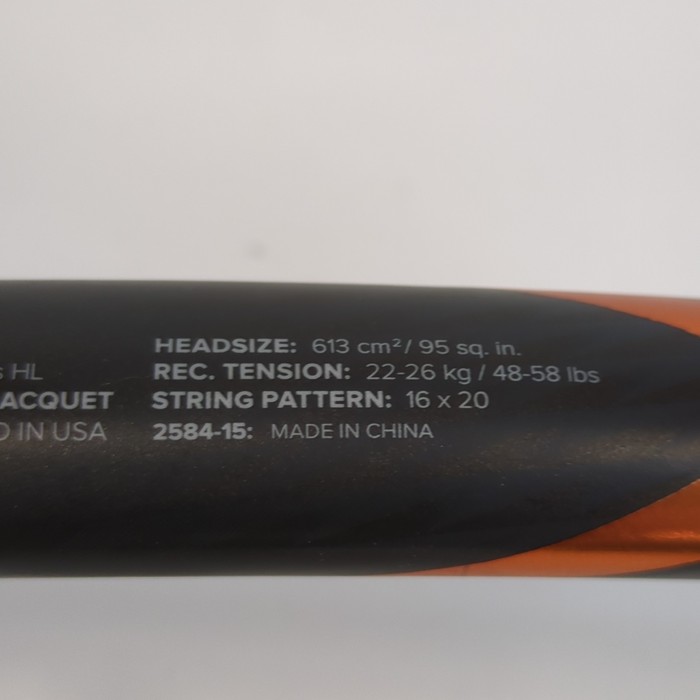 HEADSIZE: 613 cm²/ 95 sq. in.
HL REC. TENSION: 22-26 kg / 48-58 lbs
ACQUET STRING PATTERN: 16 x 20
IN USA 2584-15: MADE IN CHINA